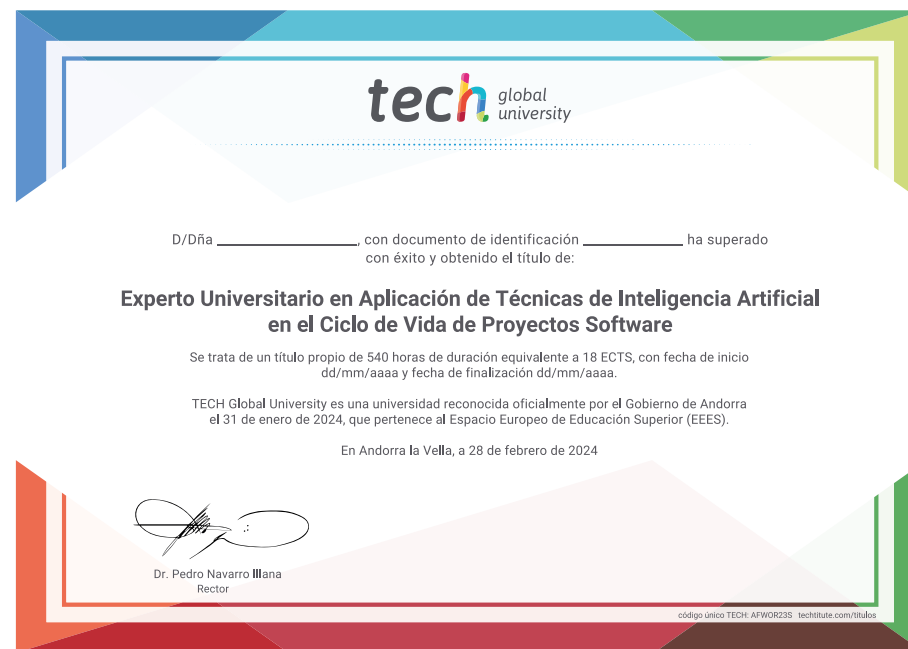 tech global university
D/Dña ____________, con documento de identificación ____________ ha superado
con éxito y obtenido el título de:
Experto Universitario en Aplicación de Técnicas de Inteligencia Artificial
en el Ciclo de Vida de Proyectos Software
Se trata de un título propio de 540 horas de duración equivalente a 18 ECTS, con fecha de inicio
dd/mm/aaaa y fecha de finalización dd/mm/aaaa.
TECH Global University es una universidad reconocida oficialmente por el Gobierno de Andorra
el 31 de enero de 2024, que pertenece al Espacio Europeo de Educación Superior (EEES).
En Andorra la Vella, a 28 de febrero de 2024
Dr. Pedro Navarro Illana
Rector
código único TECH: AFWOR23S techtitute.com/titulos